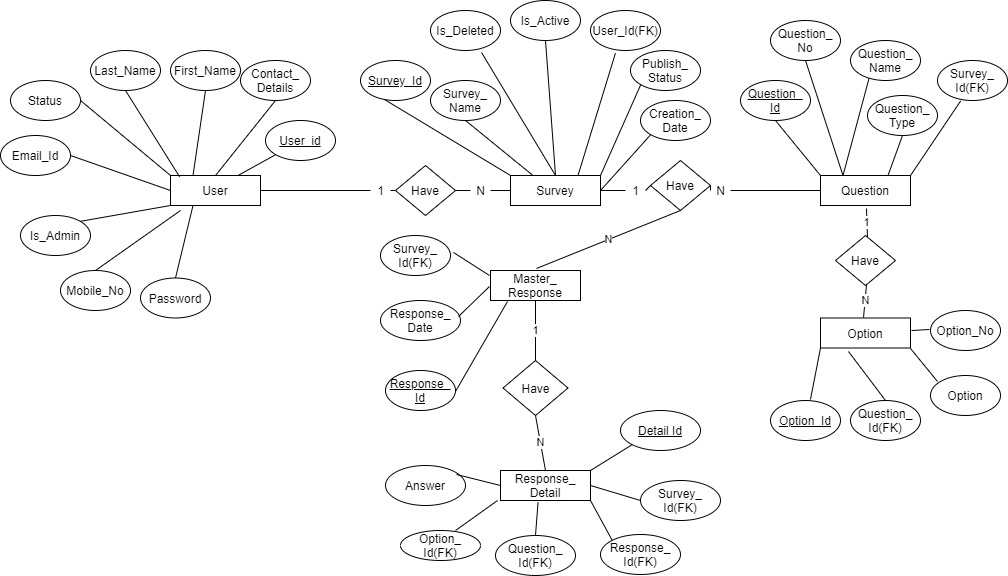 Is_Deleted
Is_Active
User_Id(FK)
Question_
No
Last_Name
First_Name
Contact_
Details
Survey_Id
Survey_
Name
Publish_
Status
Question_
Name
Survey_
Id(FK)
Status
Question_
Id
Question_
Type
Creation_
Date
User_id
Email_Id
User
1
Have
N
Survey
1
Have
N
Question
Is_Admin
Mobile_No
Password
N
1
Have
N
Survey_
Id(FK)
Master_
Response
Response_
Date
1
Have
N
Response_
Id
Option
Option_No
Option
Option_Id
Question_
Id(FK)
Detail Id
Answer
Response_
Detail
Survey_
Id(FK)
Option_
Id(FK)
Question_
Id(FK)
Response_
Id(FK)